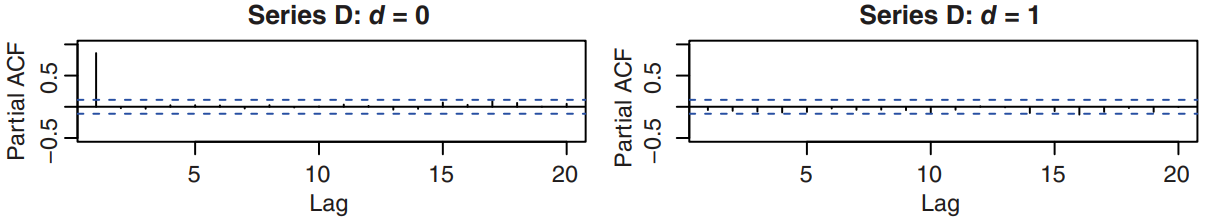 Series D: d = 0
Partial ACF
0.5
−0.5
5
10
15
20
Lag
Series D: d = 1
Partial ACF
0.5
−0.5
5
10
15
20
Lag